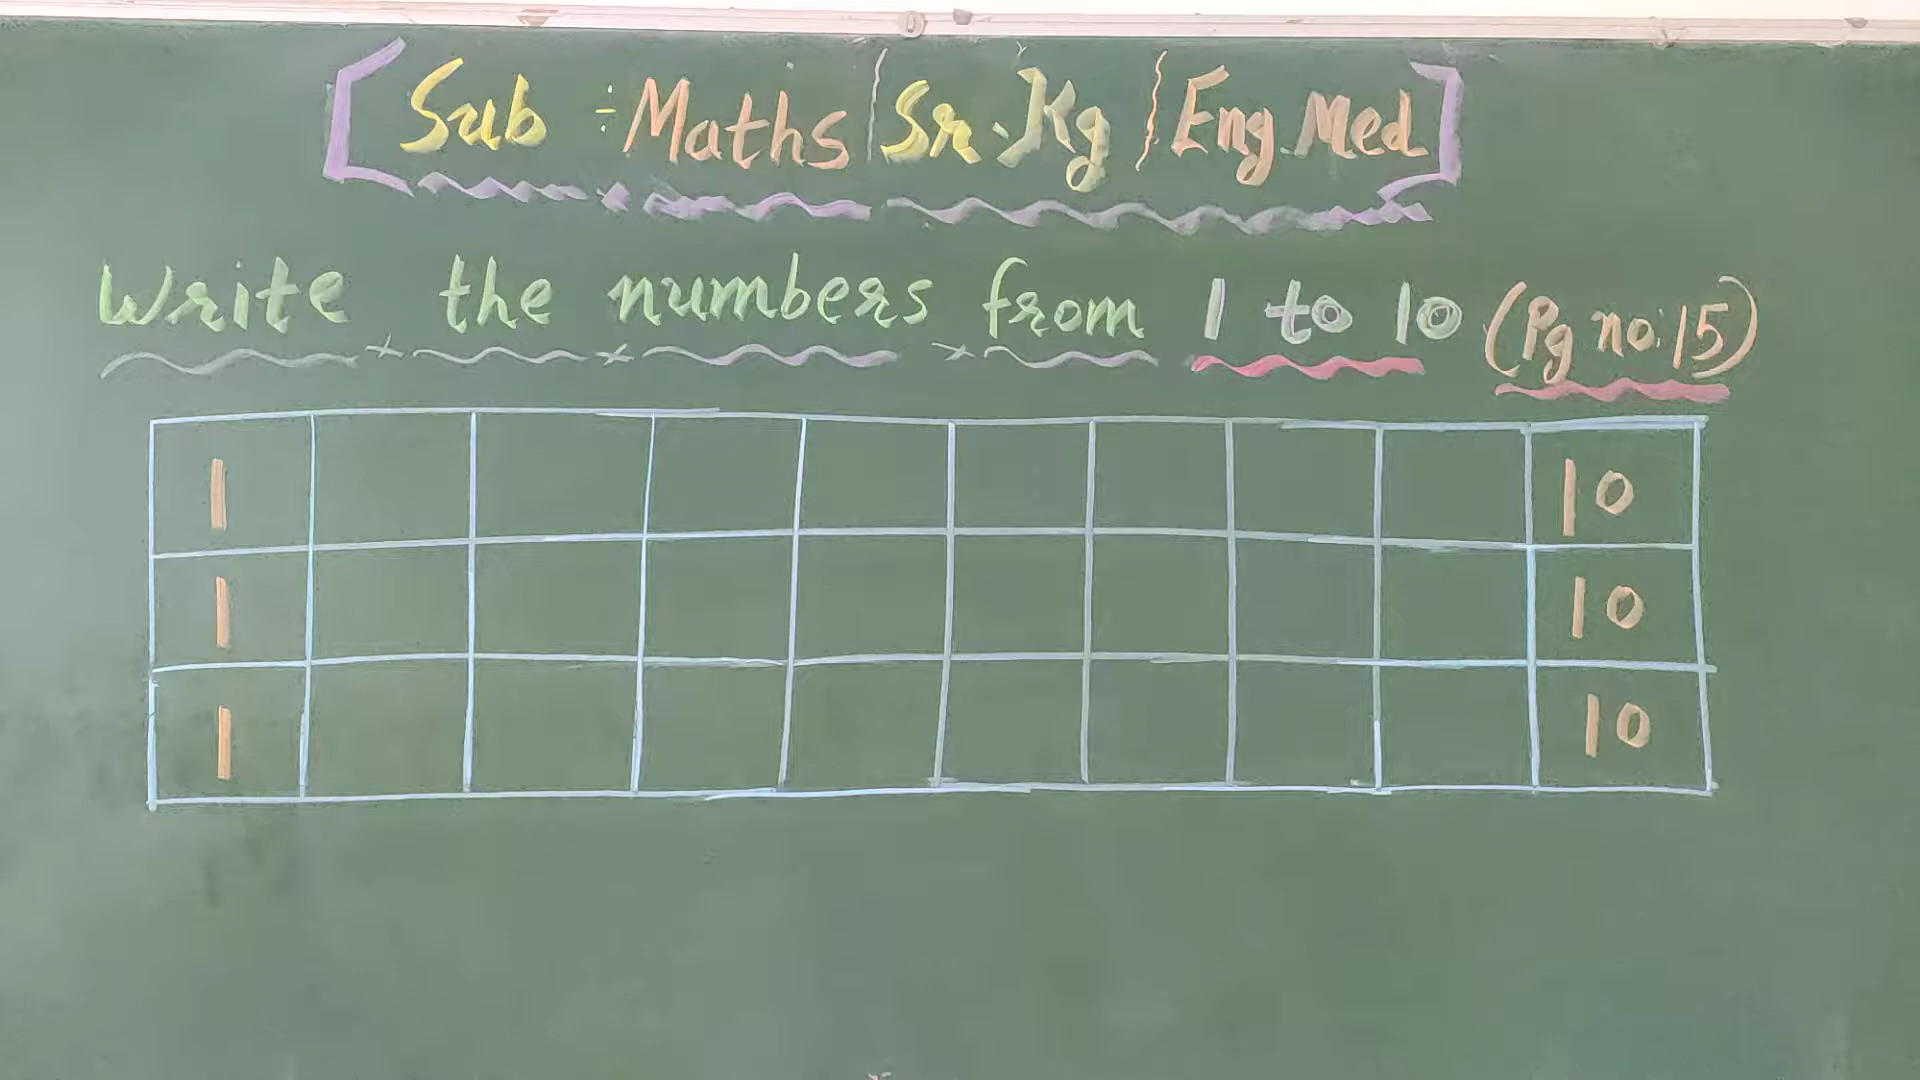 [Sub :- Maths | Sr. Kg | Eng Med]
Write the numbers from 1 to 10 (Pg no. 15)
1 10
1 10
1 10